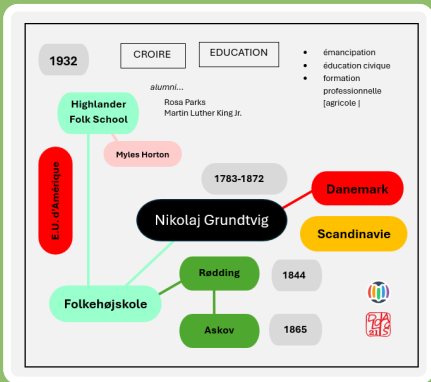 1932
CROIRE
EDUCATION
• émancipation
• éducation civique
• formation
professionnelle
[agricole |
alumni...
Rosa Parks
Martin Luther King Jr.
Highlander
Folk School
Myles Horton
E.U. d'Amérique
1783-1872
Danemark
Nikolaj Grundtvig
Scandinavie
Rødding
1844
Folkehøjskole
Askov
1865